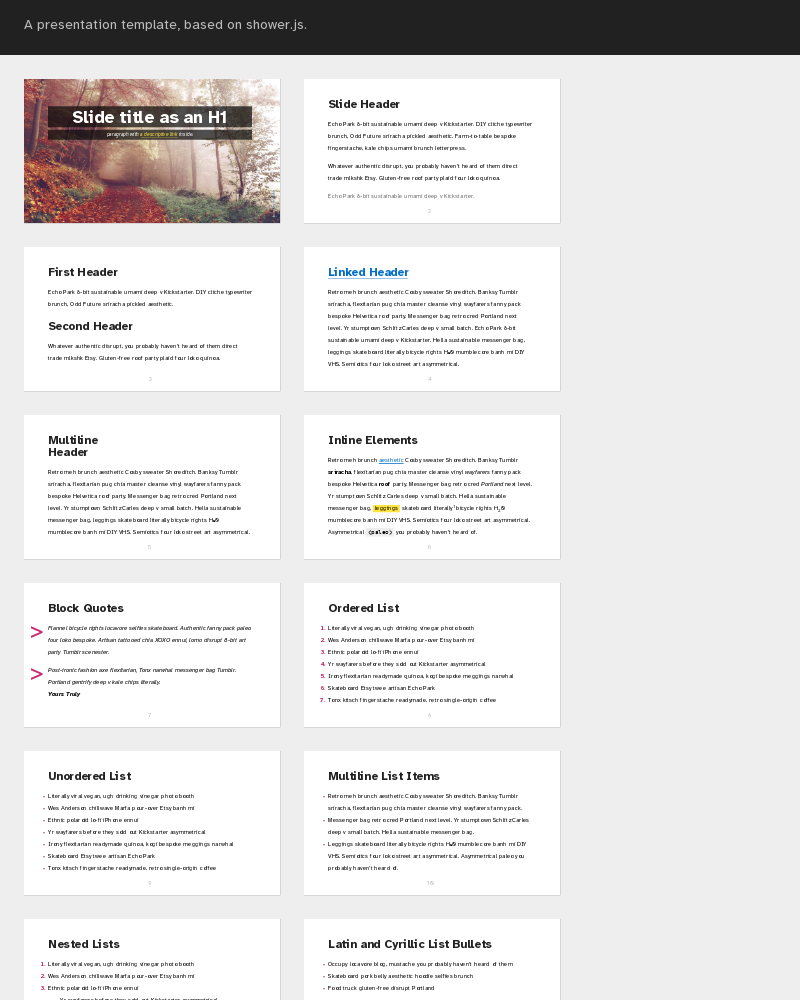 A presentation template, based on shower.js.
Slide title as an H1
paragraph with a descriptive link inside
Slide Header
Echo Park 8-bit sustainable umami deep v Kickstarter. DIY cliche typewriter
brunch. Odd Future sriracha pickled aesthetic. Farm-to-table bespoke
fingerstache, kale chips umami brunch letterpress.
Whatever authentic disrupt, you probably haven't heard of them direct
trade mlkshk Etsy. Gluten-free roof party plaid four loko quinoa.
Echo Park 8-bit sustainable umami deep v Kickstarter.
2
First Header
Echo Park 8-bit sustainable umami deep v Kickstarter. DIY cliche typewriter
brunch. Odd Future sriracha pickled aesthetic.
Second Header
Whatever authentic disrupt, you probably haven't heard of them direct
trade mlkshk Etsy. Gluten-free roof party plaid four loko quinoa.
3
Linked Header
Retro meh brunch aesthetic Cosby sweater Shoreditch. Banksy Tumblr
sriracha, flexitarian pug chia master cleanse vinyl wayfarers fanny pack
bespoke Helvetica roof party. Messenger bag retro cred Portland next
level. Yr stumptown Schlitz Carles deep v small batch. Echo Park 8-bit
sustainable umami deep v Kickstarter. Hella sustainable messenger bag,
leggings skateboard literally bicycle rights H₂O mumblecore banh mi DIY
VHS. Semiotics four loko street art asymmetrical.
4
Multiline
Header
Retro meh brunch aesthetic Cosby sweater Shoreditch. Banksy Tumblr
sriracha, flexitarian pug chia master cleanse vinyl wayfarers fanny pack
bespoke Helvetica roof party. Messenger bag retro cred Portland next
level. Yr stumptown Schlitz Carles deep v small batch. Hella sustainable
messenger bag, leggings skateboard literally bicycle rights H₂O
mumblecore banh mi DIY VHS. Semiotics four loko street art asymmetrical.
5
Inline Elements
Retro meh brunch aesthetic Cosby sweater Shoreditch. Banksy Tumblr
sriracha, flexitarian pug chia master cleanse vinyl wayfarers fanny pack
bespoke Helvetica roof party. Messenger bag retro cred Portland next level.
Yr stumptown Schlitz Carles deep v small batch. Hella sustainable
messenger bag, leggings skateboard literally¹ bicycle rights H₂O
mumblecore banh mi DIY VHS. Semiotics four loko street art asymmetrical.
Asymmetrical <paleo> you probably haven't heard of.
6
Block Quotes
> Flannel bicycle rights locavore selfies skateboard. Authentic fanny pack paleo
four loko bespoke. Artisan tattooed chia XOXO ennui, lomo disrupt 8-bit art
party Tumblr scenester.
> Post-ironic fashion axe flexitarian, Tonx narwhal messenger bag Tumblr.
Portland gentrify deep v kale chips literally.
Yours Truly
7
Ordered List
1. Literally viral vegan, ugh drinking vinegar photo booth
2. Wes Anderson chillwave Marfa pour-over Etsy banh mi
3. Ethnic polaroid lo-fi iPhone ennui
4. Yr wayfarers before they sold out Kickstarter asymmetrical
5. Irony flexitarian readymade quinoa, kogi bespoke meggings narwhal
6. Skateboard Etsy twee artisan Echo Park
7. Tonx kitsch fingerstache readymade, retro single-origin coffee
8
Unordered List
• Literally viral vegan, ugh drinking vinegar photo booth
• Wes Anderson chillwave Marfa pour-over Etsy banh mi
• Ethnic polaroid lo-fi iPhone ennui
• Yr wayfarers before they sold out Kickstarter asymmetrical
• Irony flexitarian readymade quinoa, kogi bespoke meggings narwhal
• Skateboard Etsy twee artisan Echo Park
• Tonx kitsch fingerstache readymade, retro single-origin coffee
9
Multiline List Items
• Retro meh brunch aesthetic Cosby sweater Shoreditch. Banksy Tumblr
sriracha, flexitarian pug chia master cleanse vinyl wayfarers fanny pack.
• Messenger bag retro cred Portland next level. Yr stumptown Schlitz Carles
deep v small batch. Hella sustainable messenger bag.
• Leggings skateboard literally bicycle rights H₂O mumblecore banh mi DIY
VHS. Semiotics four loko street art asymmetrical. Asymmetrical paleo you
probably haven't heard of.
10
Nested Lists
1. Literally viral vegan, ugh drinking vinegar photo booth
2. Wes Anderson chillwave Marfa pour-over Etsy banh mi
3. Ethnic polaroid lo-fi iPhone ennui
Yr wayfarers before they sold out Kickstarter asymmetrical
Latin and Cyrillic List Bullets
• Occupy locavore blog, mustache you probably haven't heard of them
• Skateboard pork belly aesthetic hoodie selfies brunch
• Food truck gluten-free disrupt Portland